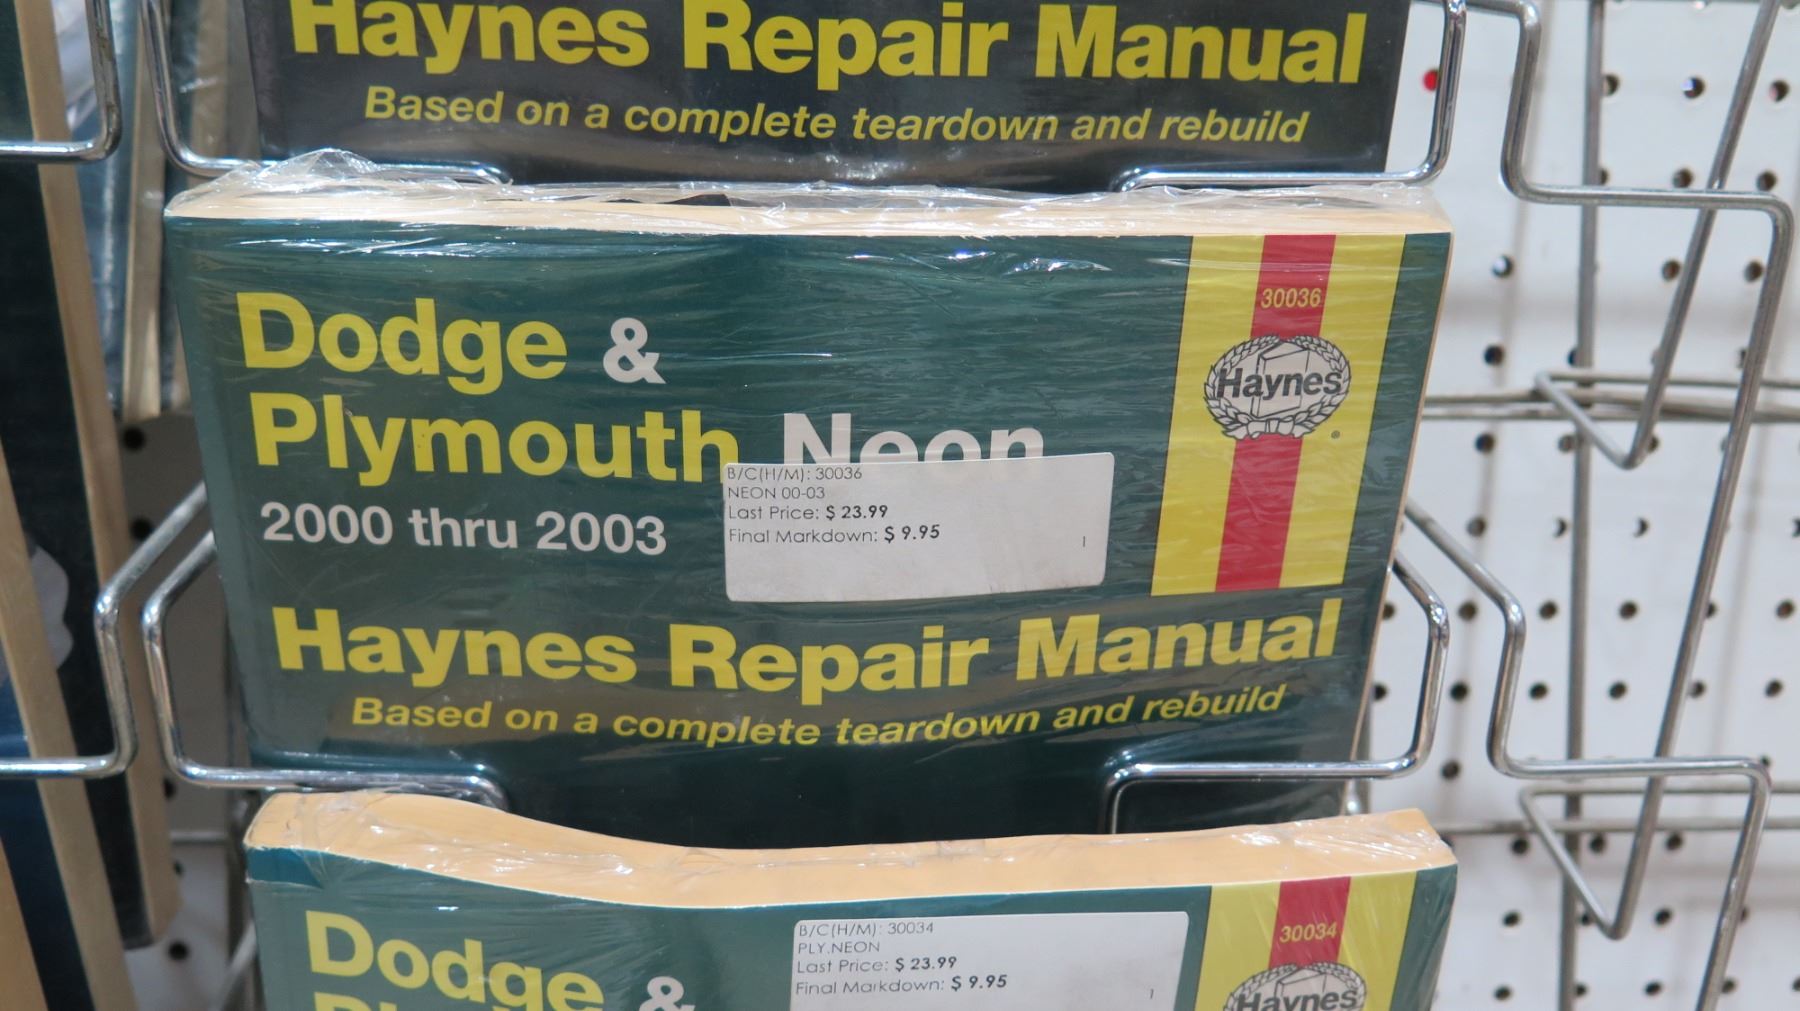 Haynes Repair Manual
Based on a complete teardown and rebuild
30036
Haynes
Dodge &
Plymouth Neon
2000 thru 2003
B/C(H/M): 30036
NEON 00-03
Last Price: $ 23.99
Final Markdown: $ 9.95
1
Haynes Repair Manual
Based on a complete teardown and rebuild
Dodge &
B/C(H/M): 30034
PLY.NEON
Last Price: $ 23.99
Final Markdown: $ 9.95
1
30034
Haynes